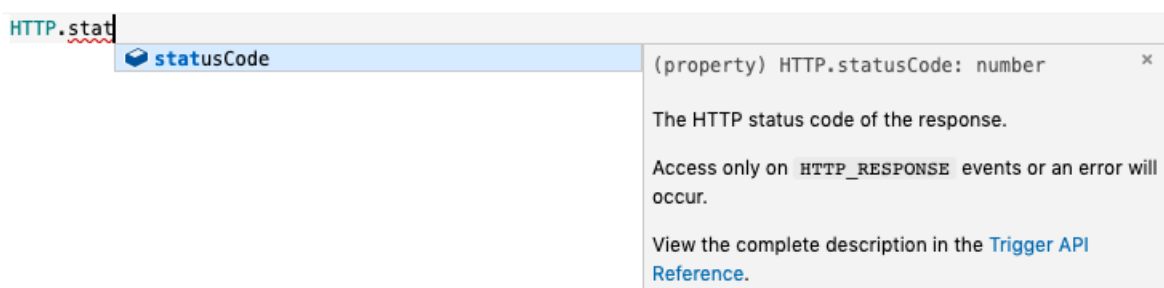 HTTP.stat
statusCode
(property) HTTP.statusCode: number ×
The HTTP status code of the response.
Access only on HTTP_RESPONSE events or an error will
occur.
View the complete description in the Trigger API
Reference.